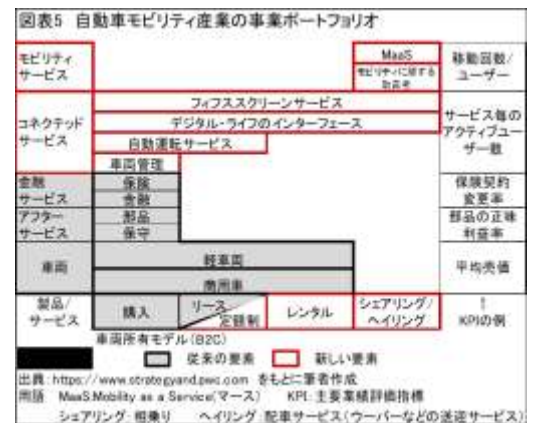 図表5 自動車モビリティ産業の事業ポートフォリオ
モビリティ
サービス
MaaS
モビリティに関する
助言者
移動回数/
ユーザー
コネクテッド
サービス
フィフススクリーンサービス
デジタル・ライフのインターフェース
自動運転サービス
車両管理
サービス毎の
アクティブユー
ザー数
金融
サービス
保険
金融
保険契約
変更率
アフター
サービス
部品
保守
部品の正味
利益率
車両
軽車両
商用車
平均売価
製品/
サービス
購入
リース
定額制
レンタル
シェアリング/
ヘイリング
↑
KPIの例
車両所有モデル(B2C)
従来の要素 新しい要素
出典:https://www.strategyand.pwc.com をもとに筆者作成
用語 MaaS:Mobility as a Service(マース) KPI:主要業績評価指標
シェアリング:相乗り ヘイリング:配車サービス(ウーバーなどの送迎サービス)